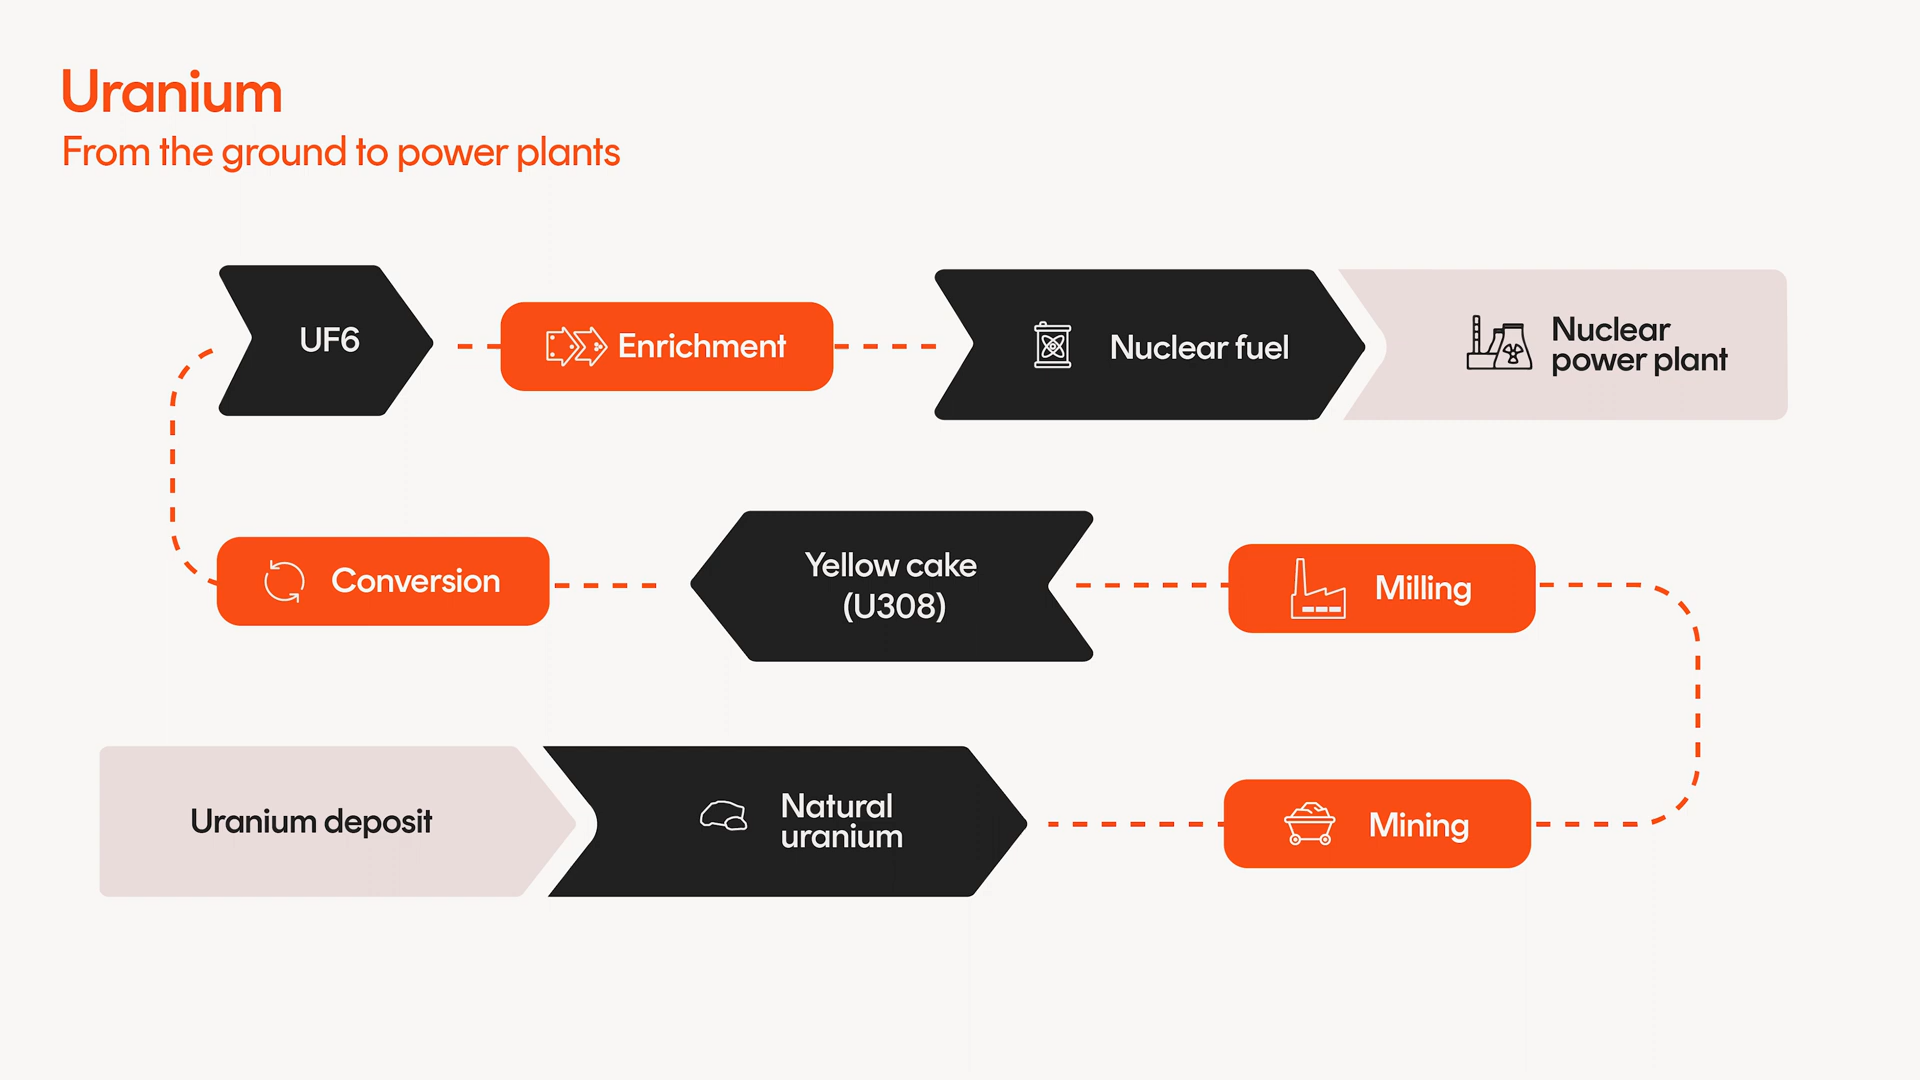 Uranium
From the ground to power plants
UF6
Enrichment
Nuclear fuel
Nuclear
power plant
Conversion
Yellow cake
(U308)
Milling
Uranium deposit
Natural
uranium
Mining